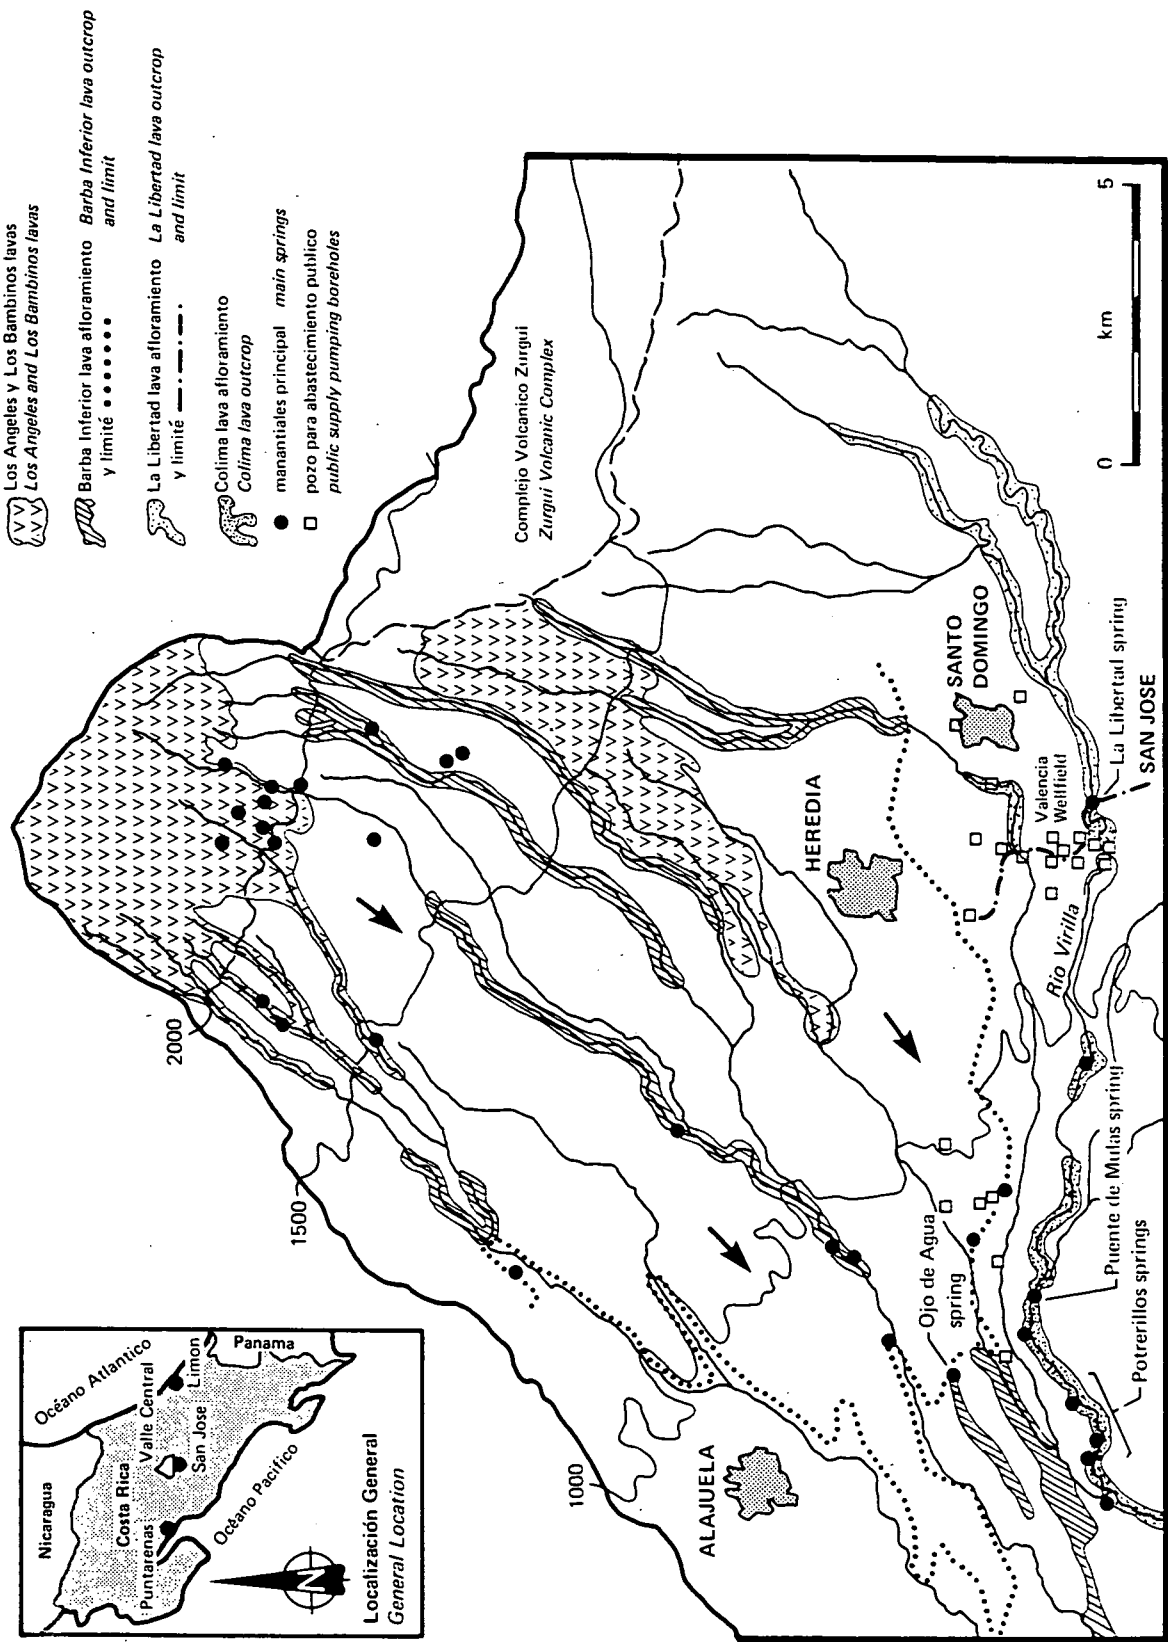 Los Angeles y Los Bambinos lavas
Los Angeles and Los Bambinos lavas
Barba Inferior lava afloramiento Barba Inferior lava outcrop
y limité and limit
La Libertad lava afloramiento La Libertad lava outcrop
y limité and limit
Colima lava afloramiento
Colima lava outcrop
manantiales principal main springs
pozo para abastecimiento publico
public supply pumping boreholes
Nicaragua
Océano Atlantico
Costa Rica
Valle Central
Limon
Panama
Puntarenas
San Jose
Océano Pacífico
N
Localización General
General Location
2000
1500
1000
Complejo Volcanico Zurgui
Zurgui Volcanic Complex
ALAJUELA
HEREDIA
SANTO
DOMINGO
Valencia
Wellfield
Ojo de Agua
spring
Rio Virilla
La Libertad spring
SAN JOSE
Puente de Mulas spring
Potrerillos springs
0 km 5